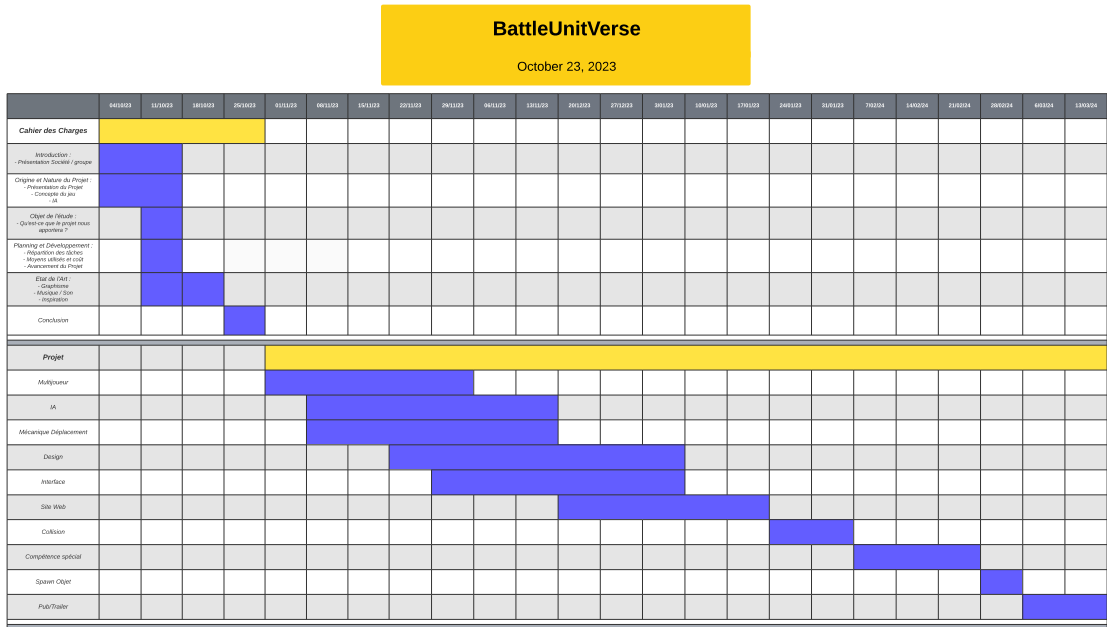 BattleUnitVerse
October 23, 2023
04/10/23 11/10/23 18/10/23 25/10/23 01/11/23 08/11/23 15/11/23 22/11/23 29/11/23 06/11/23 13/11/23 20/12/23 27/12/23 3/01/23 10/01/23 17/01/23 24/01/23 31/01/23 7/02/24 14/02/24 21/02/24 28/02/24 6/03/24 13/03/24
Cahier des Charges
Introduction :
- Présentation Société / groupe
Origine et Nature du Projet :
- Présentation du Projet
- Concepte du jeu
- IA
Objet de l'étude :
- Qu'est-ce que le projet nous
apportera ?
Planning et Développement :
- Répartition des tâches
- Moyens utilisés et coût
- Avancement du Projet
Etat de l'Art :
- Graphisme
- Musique / Son
- Inspiration
Conclusion
Projet
Multijoueur
IA
Mécanique Déplacement
Design
Interface
Site Web
Collision
Compétence spécial
Spawn Objet
Pub/Trailer